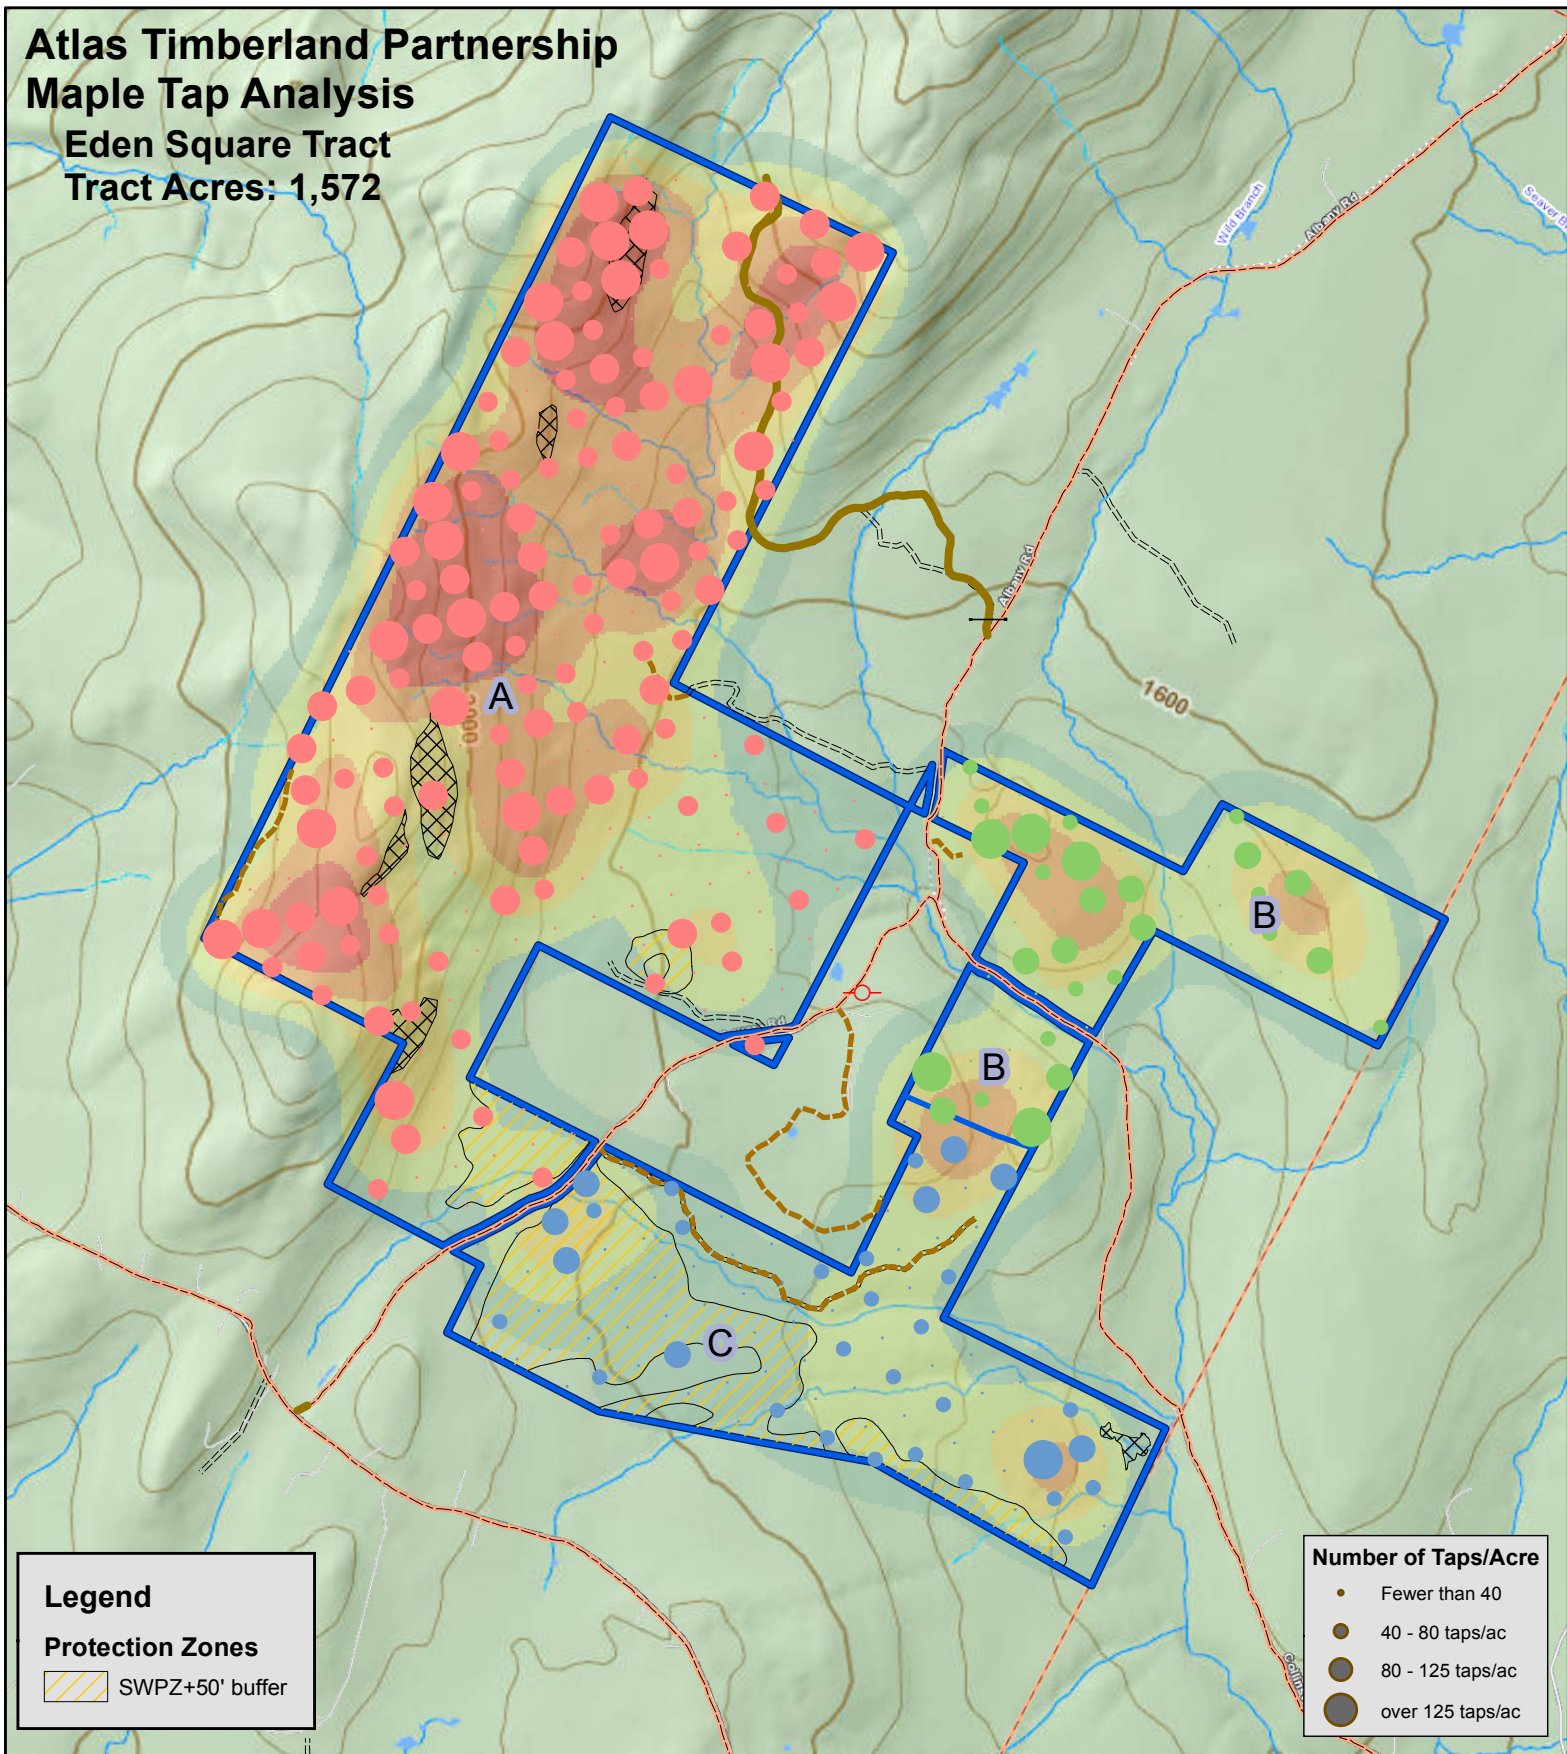 Atlas Timberland Partnership
Maple Tap Analysis
Eden Square Tract
Tract Acres: 1,572
Wild Branch
Albany Rd
Albany Rd
1600
A
B
B
C
Legend
Protection Zones
SWPZ+50' buffer
Number of Taps/Acre
Fewer than 40
40 - 80 taps/ac
80 - 125 taps/ac
over 125 taps/ac